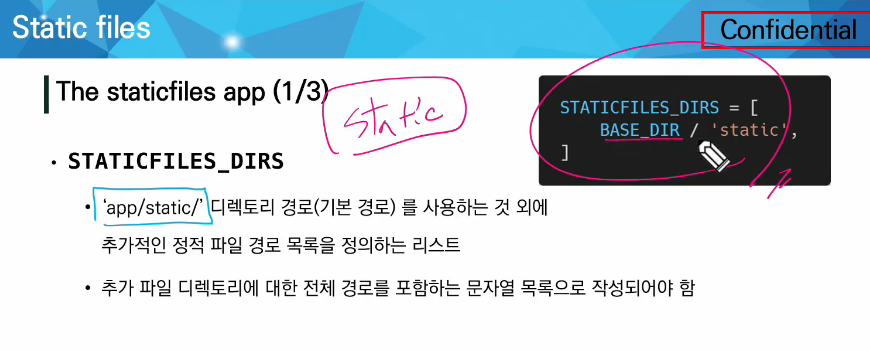 Static files
Confidential
The staticfiles app (1/3)
static
STATICFILES_DIRS = [
BASE_DIR / 'static',
]
• STATICFILES_DIRS
• ‘app/static/’ 디렉토리 경로(기본 경로) 를 사용하는 것 외에
추가적인 정적 파일 경로 목록을 정의하는 리스트
• 추가 파일 디렉토리에 대한 전체 경로를 포함하는 문자열 목록으로 작성되어야 함